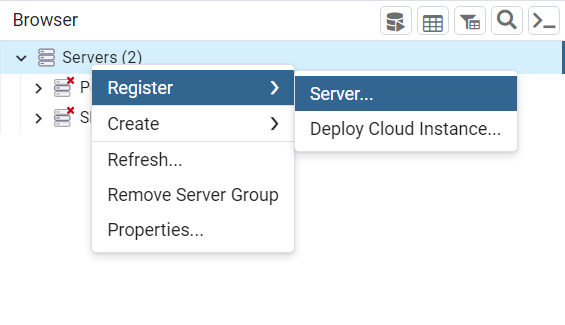 Browser
Servers (2)
Register
Server...
Create
Deploy Cloud Instance...
Refresh...
Remove Server Group
Properties...